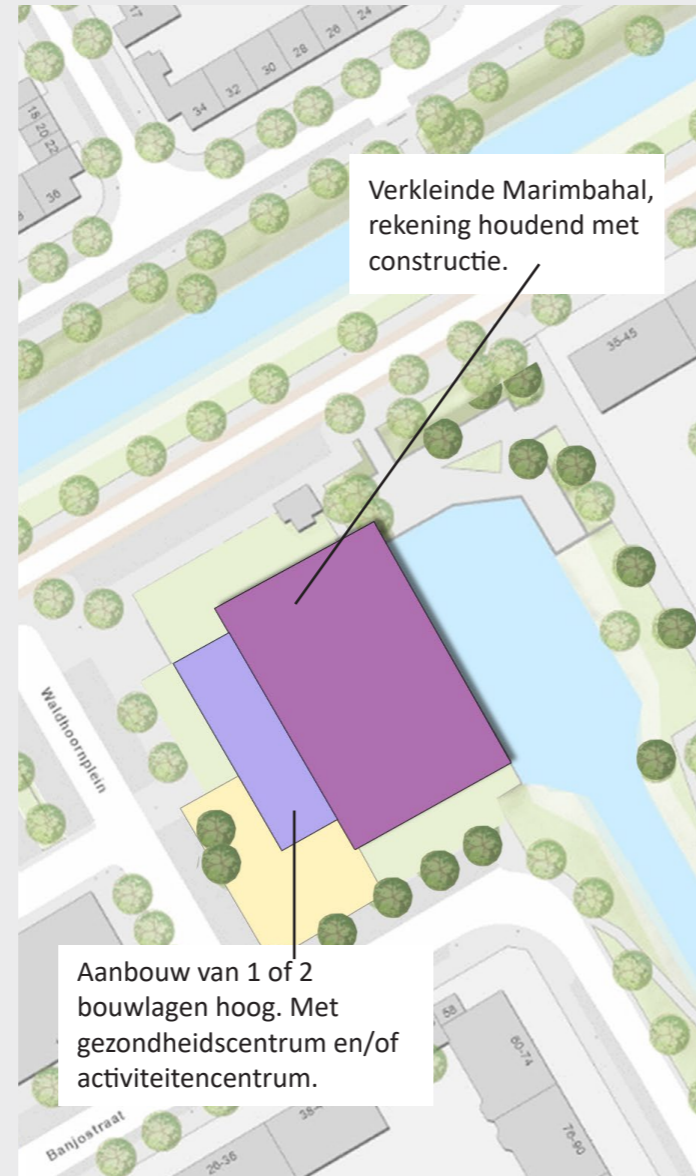 17
24
26
28
30
32
34
18
20
22
36
Verkleinde Marimbahal,
rekening houdend met
constructie.
35-45
Waldhoornplein
Aanbouw van 1 of 2
bouwlagen hoog. Met
gezondheidscentrum en/of
activiteitencentrum.
58
60-74
76-90
26-36
Banjostraat